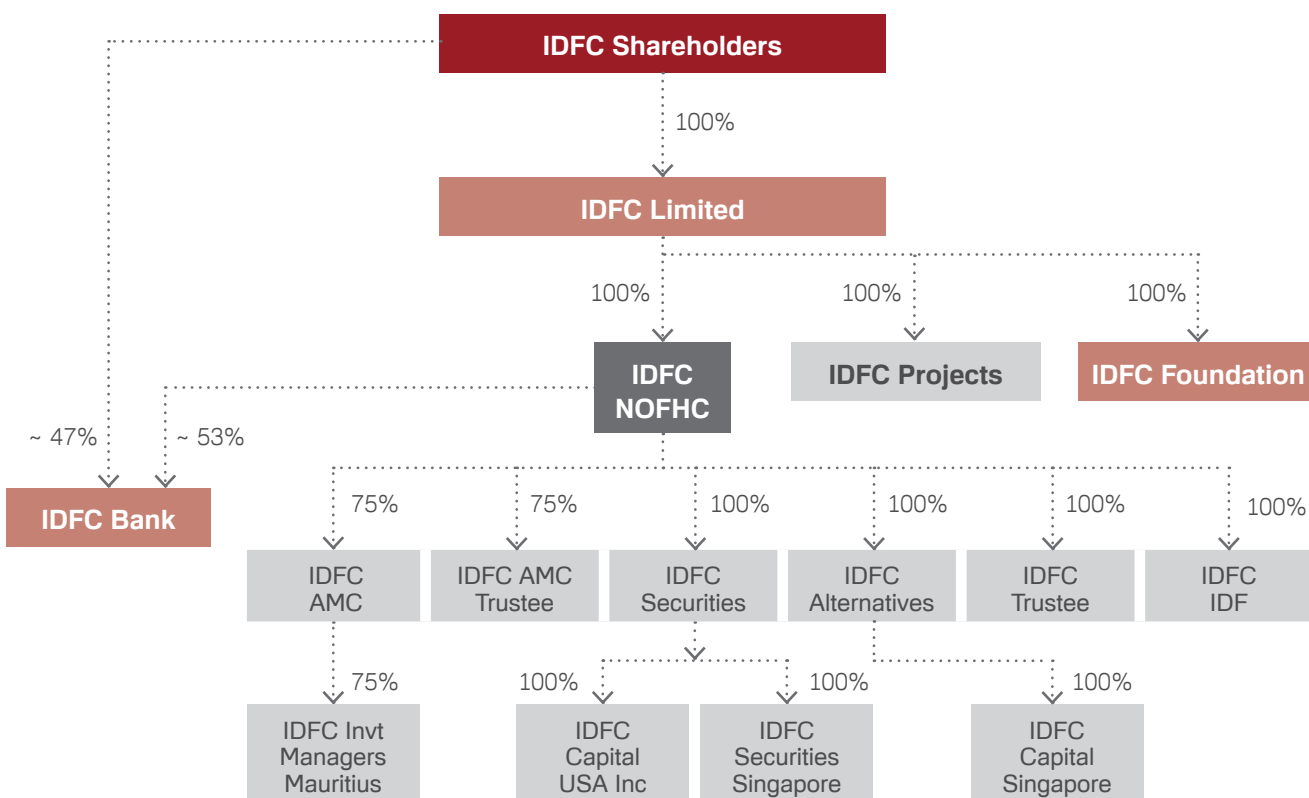 IDFC Shareholders
100%
IDFC Limited
100%
100%
100%
IDFC
NOFHC
IDFC Projects
IDFC Foundation
~ 47%
~ 53%
IDFC Bank
75%
75%
100%
100%
100%
100%
IDFC
AMC
IDFC AMC
Trustee
IDFC
Securities
IDFC
Alternatives
IDFC
Trustee
IDFC
IDF
75%
100%
100%
100%
IDFC Invt
Managers
Mauritius
IDFC
Capital
USA Inc
IDFC
Securities
Singapore
IDFC
Capital
Singapore